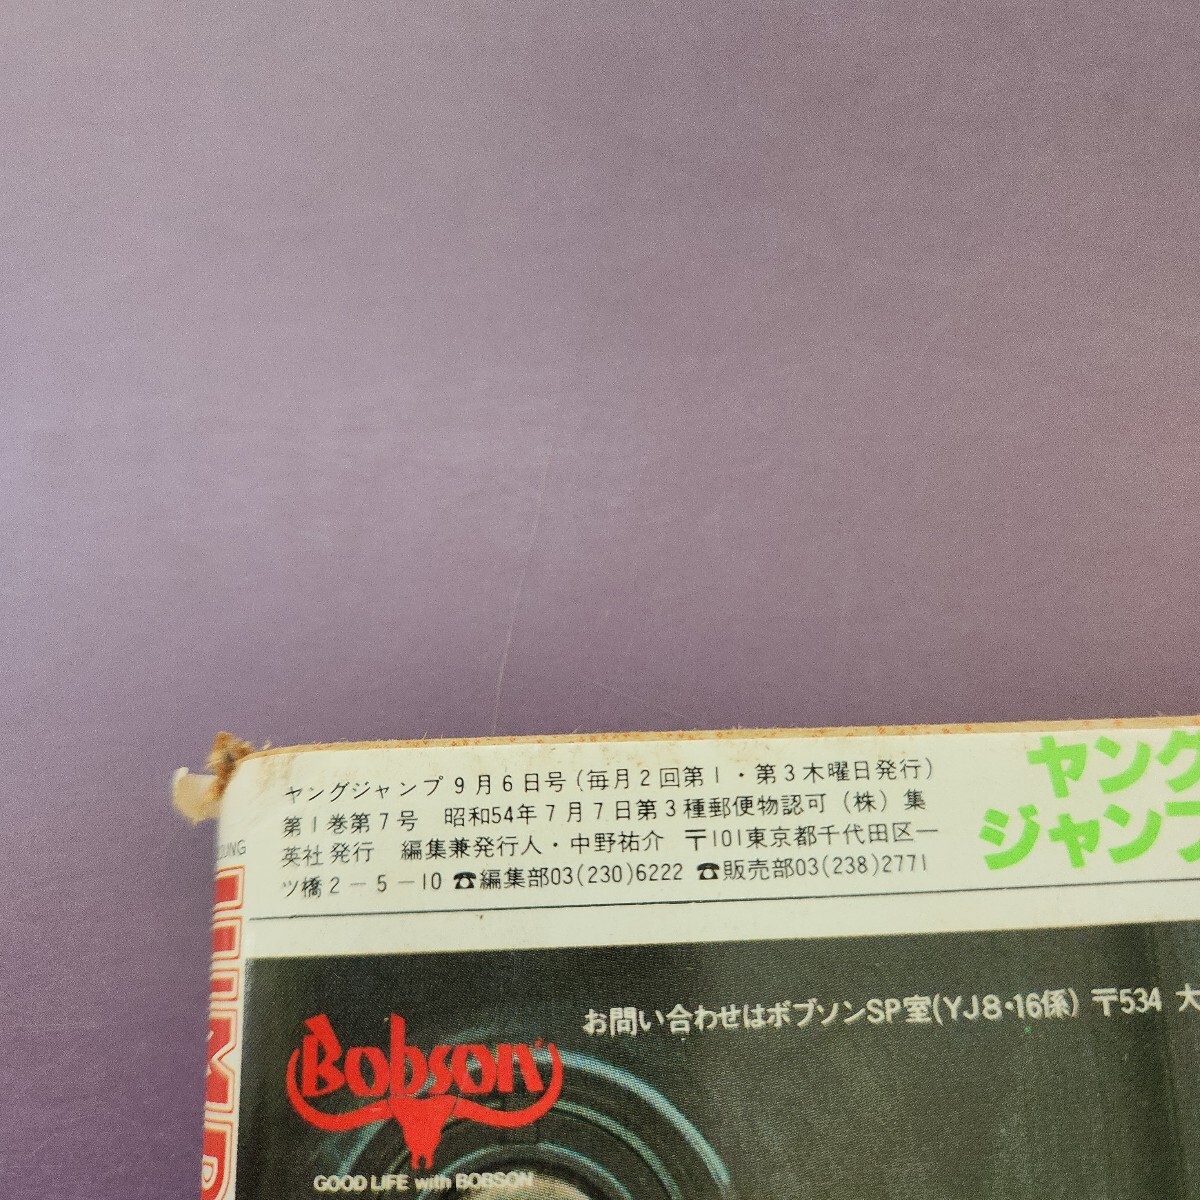 ヤングジャンプ9月6日号(毎月2回第1・第3木曜日発行)
第1巻第7号 昭和54年7月7日第3種郵便物認可(株)集
英社発行 編集兼発行人・中野祐介 〒101東京都千代田区一
ツ橋2-5-10 ☎編集部03(230)6222 ☎販売部03(238)2771
ヤング
ジャンプ
お問い合わせはボブソンSP室(YJ8・16係) 〒534 大
Bobson
GOOD LIFE with BOBSON